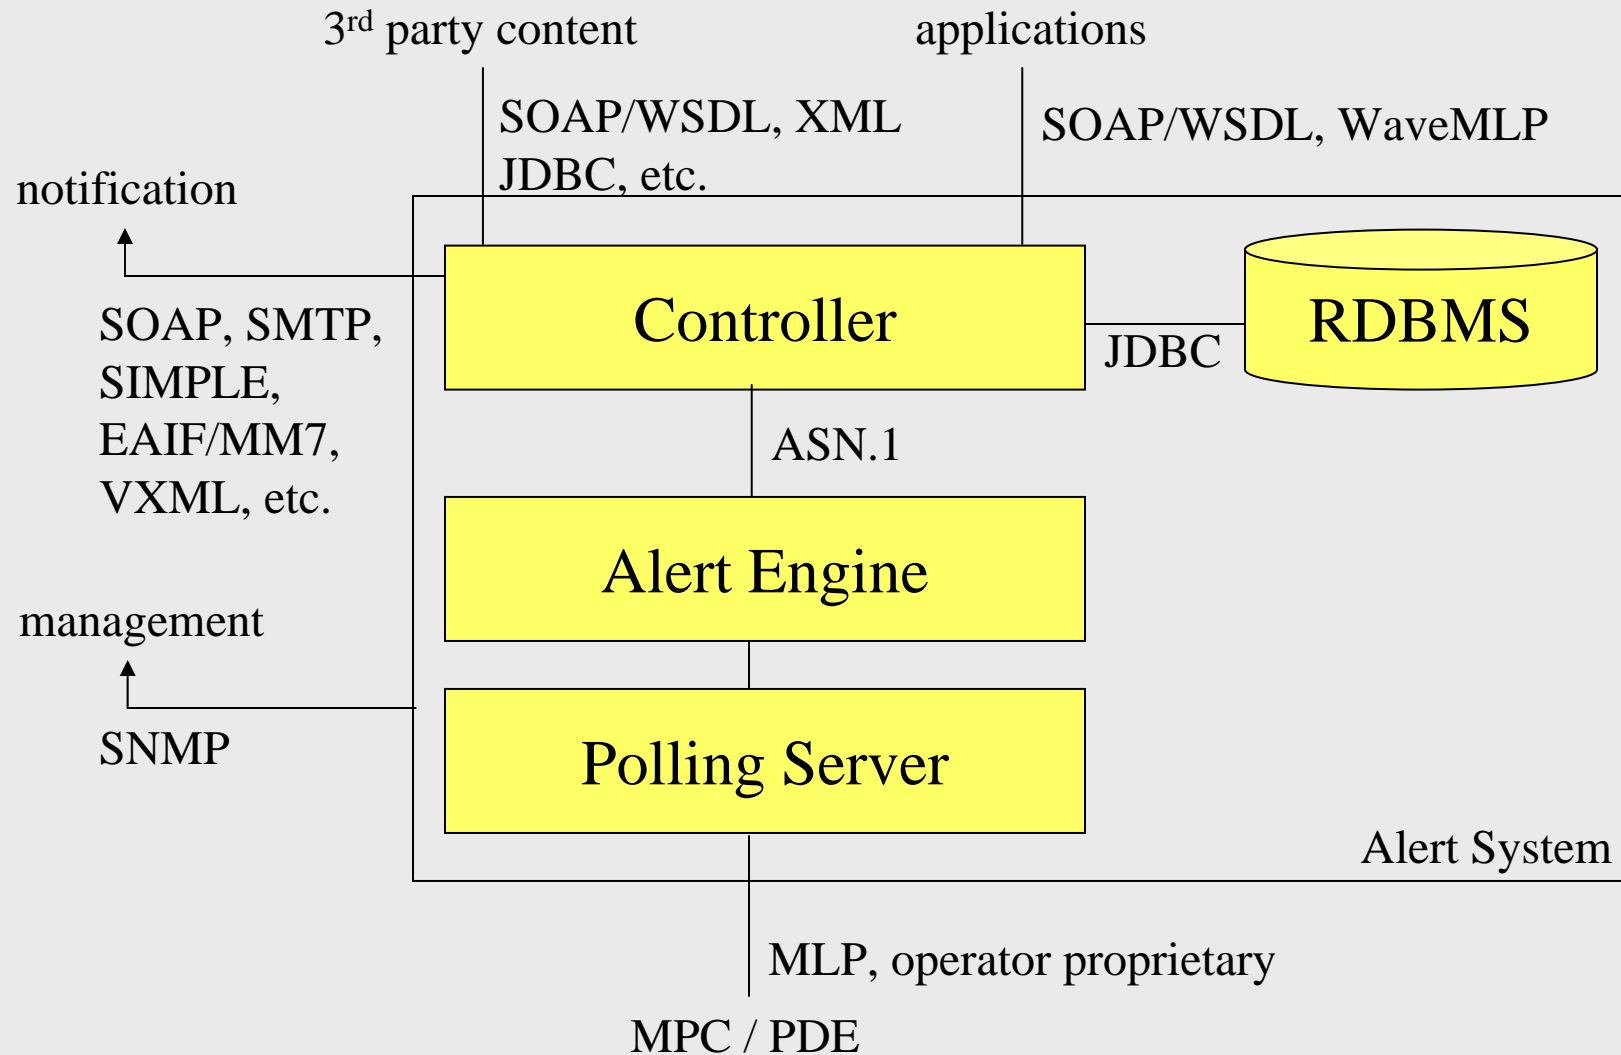 3rd party content
applications
SOAP/WSDL, XML
JDBC, etc.
SOAP/WSDL, WaveMLP
notification
Controller
RDBMS
JDBC
SOAP, SMTP,
SIMPLE,
EAIF/MM7,
VXML, etc.
ASN.1
Alert Engine
management
SNMP
Polling Server
Alert System
MLP, operator proprietary
MPC / PDE